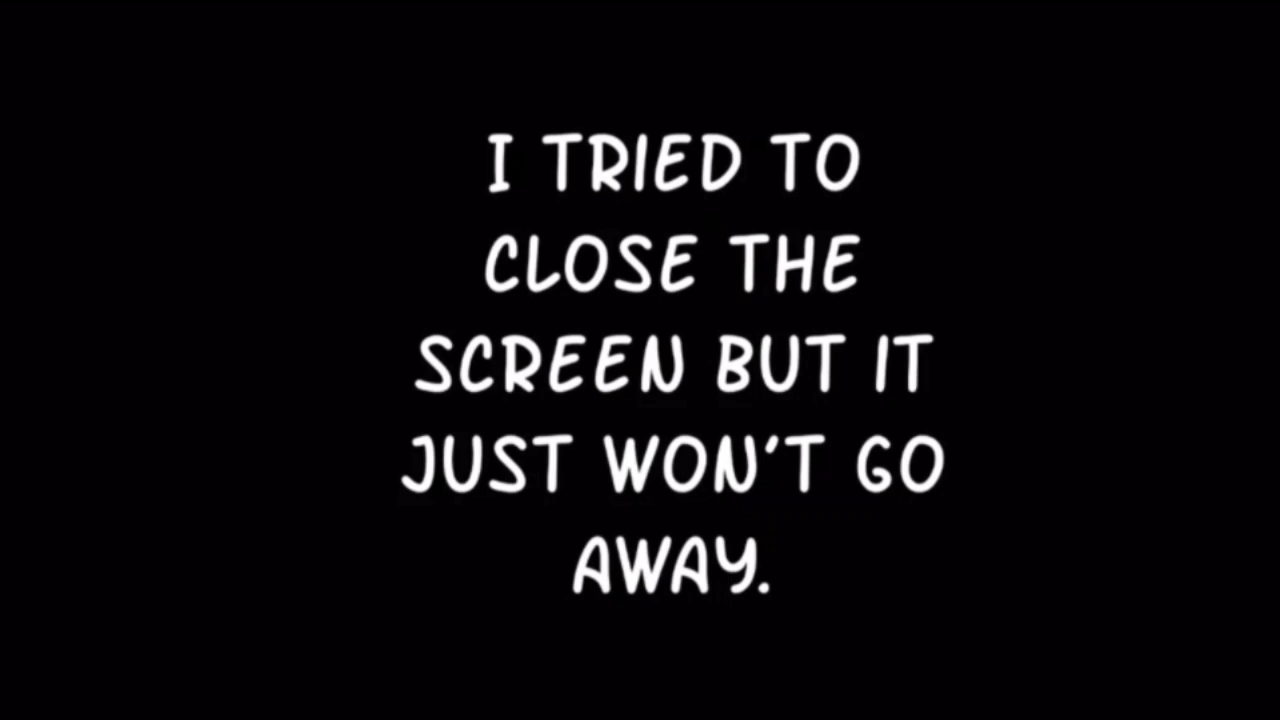 I TRIED TO
CLOSE THE
SCREEN BUT IT
JUST WON'T GO
AWAY.